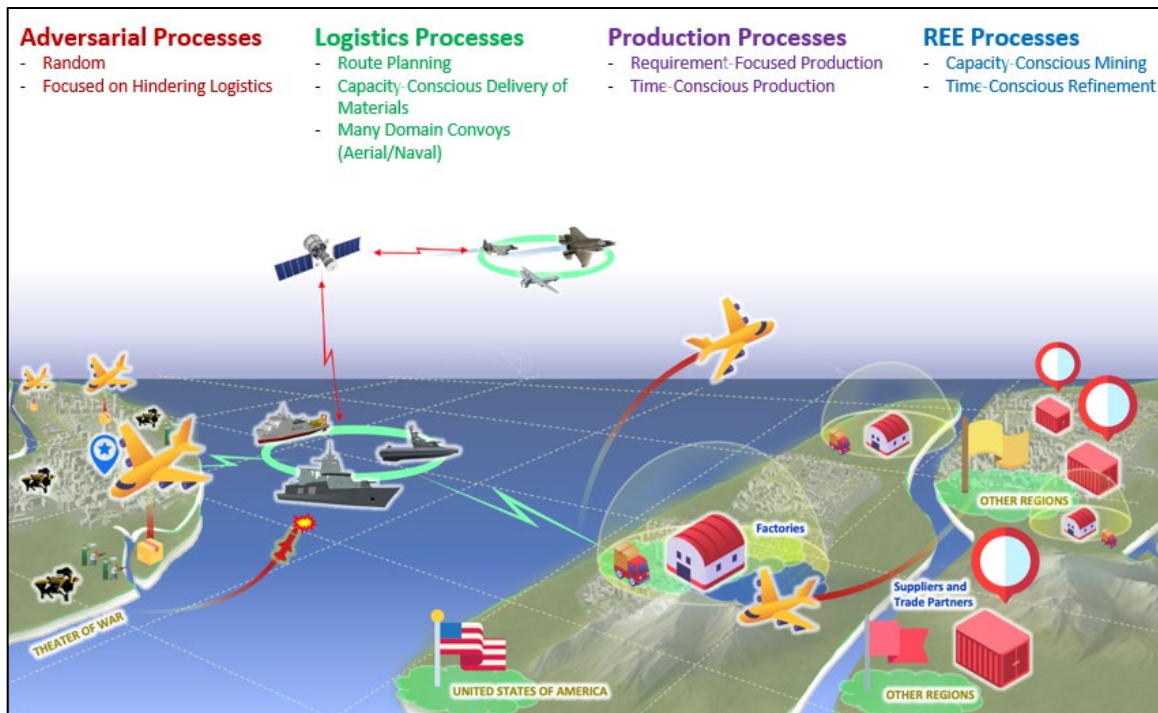 Adversarial Processes
- Random
- Focused on Hindering Logistics
Logistics Processes
- Route Planning
- Capacity-Conscious Delivery of
Materials
- Many Domain Convoys
(Aerial/Naval)
Production Processes
- Requirement-Focused Production
- Time-Conscious Production
REE Processes
- Capacity-Conscious Mining
- Time-Conscious Refinement
OTHER REGIONS
Factories
Suppliers and
Trade Partners
THEATER OF WAR
UNITED STATES OF AMERICA
OTHER REGIONS